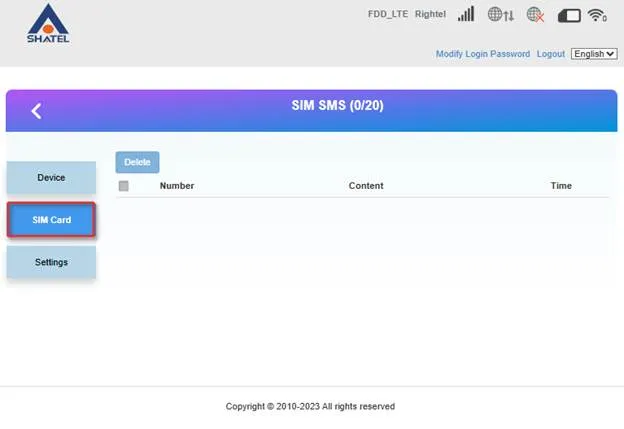 FDD_LTE Rightel
SHATEL
Modify Login Password Logout English
SIM SMS (0/20)
Delete
Device
Number Content Time
SIM Card
Settings
Copyright © 2010-2023 All rights reserved